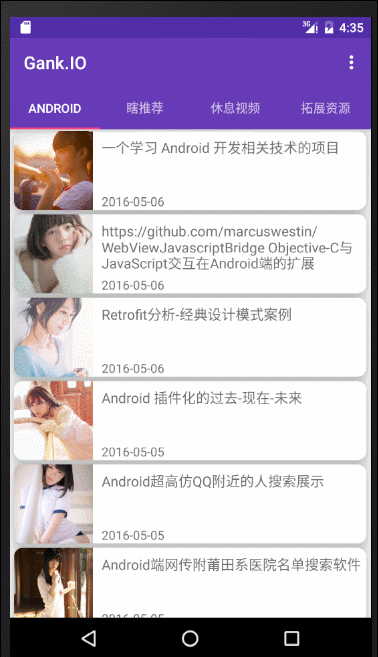 3G 4:35
Gank.IO
ANDROID 瞎推荐 休息视频 拓展资源
一个学习 Android 开发相关技术的项目
2016-05-06
https://github.com/marcuswestin/
WebViewJavascriptBridge Objective-C与
JavaScript交互在Android端的扩展
2016-05-06
Retrofit分析-经典设计模式案例
2016-05-06
Android 插件化的过去-现在-未来
2016-05-05
Android超高仿QQ附近的人搜索展示
2016-05-05
Android端网传附莆田系医院名单搜索软件
2016-05-05